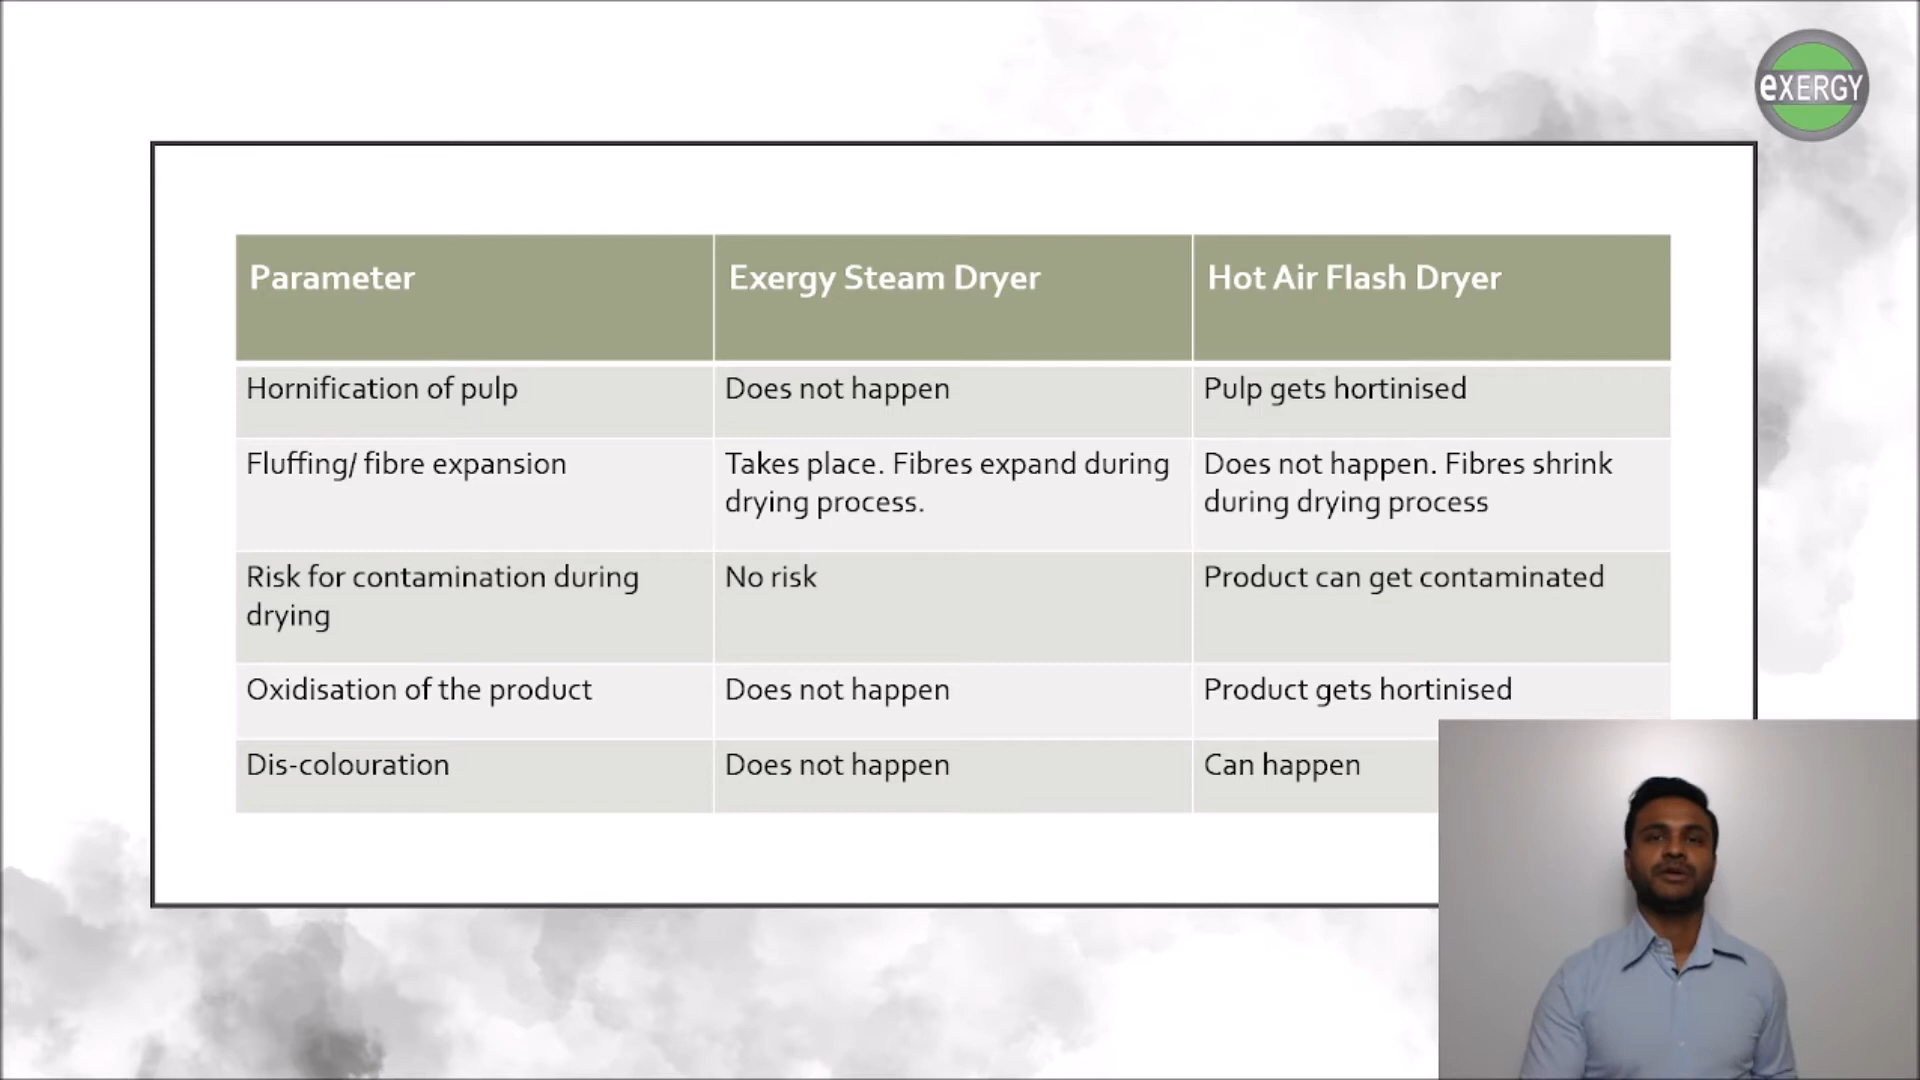 eXERGY
Parameter
Exergy Steam Dryer
Hot Air Flash Dryer
Hornification of pulp
Does not happen
Pulp gets hortinised
Fluffing/ fibre expansion
Takes place. Fibres expand during
drying process.
Does not happen. Fibres shrink
during drying process
Risk for contamination during
drying
No risk
Product can get contaminated
Oxidisation of the product
Does not happen
Product gets hortinised
Dis-colouration
Does not happen
Can happen